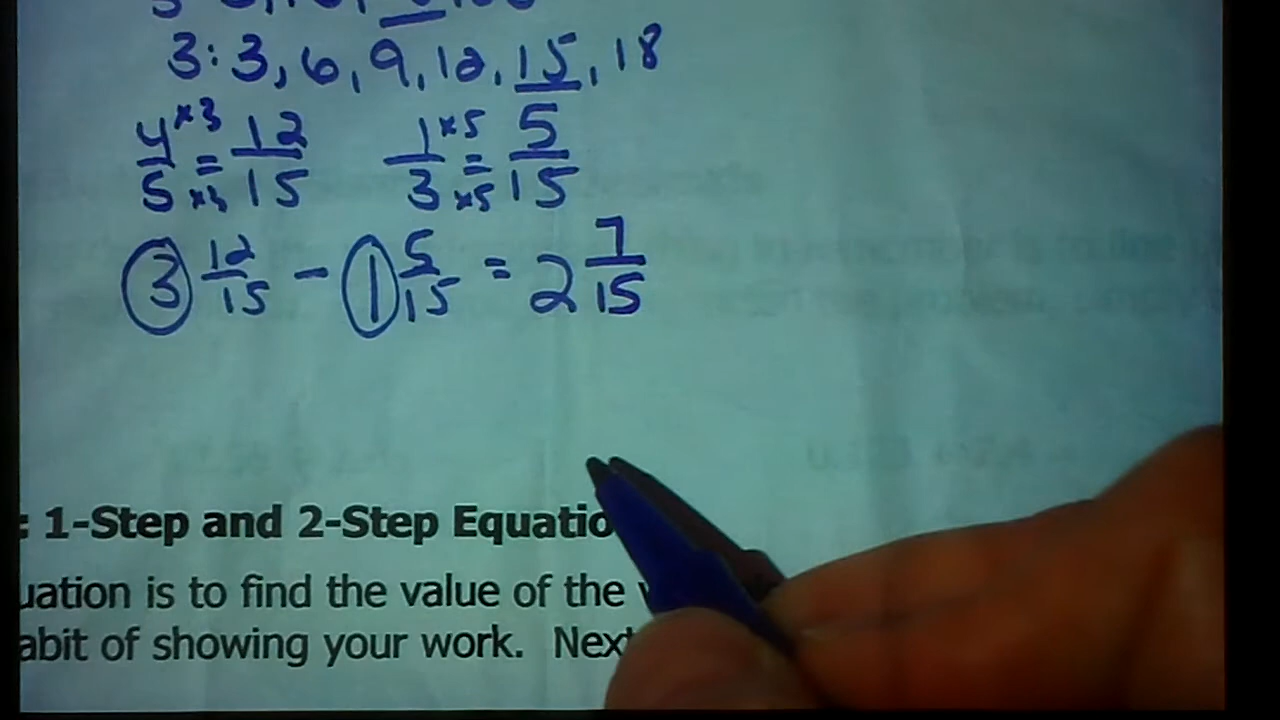 3: 3, 6, 9, 12, 15, 18
4/5 ×3 ×3 = 12/15 1/3 ×5 ×5 = 5/15
3 12/15 - 1 5/15 = 2 7/15
: 1-Step and 2-Step Equatio
uation is to find the value of the
abit of showing your work. Next